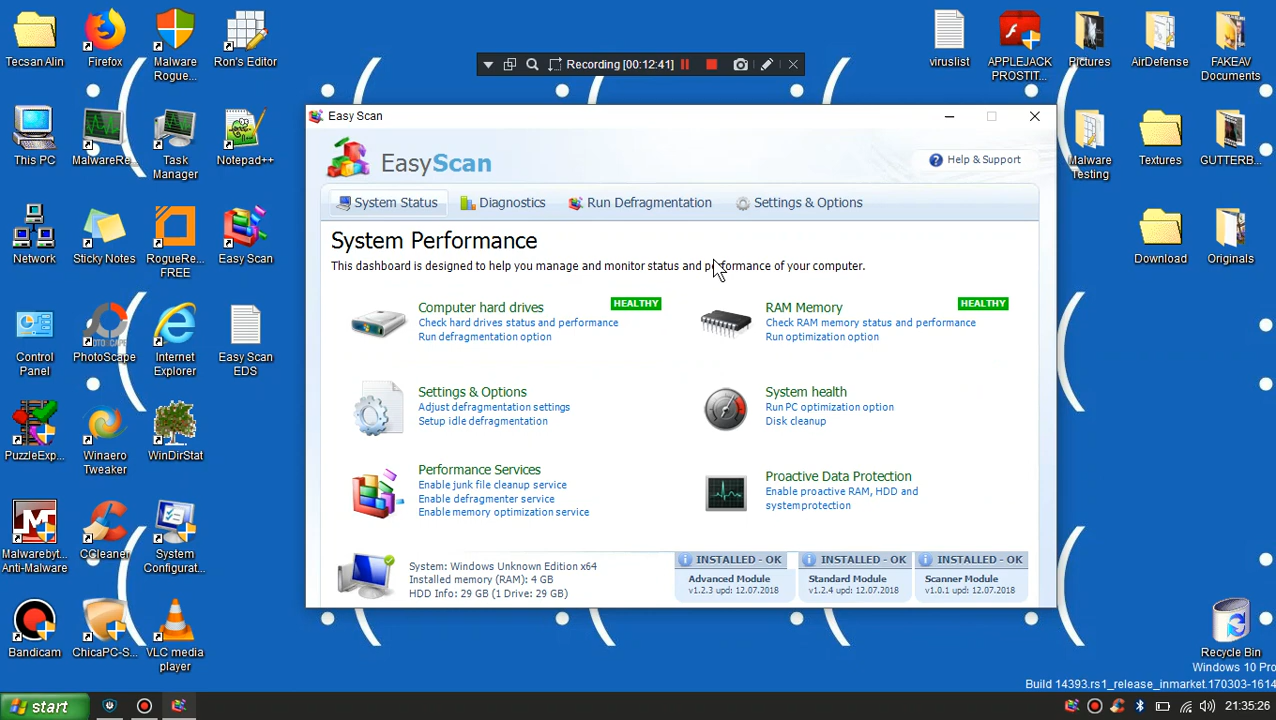 Recording [00:12:41]
Tecsan Alin
Firefox
Malware
Rogue...
Ron's Editor
viruslist
APPLEJACK
PROSTIT...
Pictures
AirDefense
FAKEAV
Documents
This PC
MalwareRe...
Task
Manager
Notepad++
Malware
Testing
Textures
GUTTERB...
Network
Sticky Notes
RogueRe...
FREE
Easy Scan
Download
Originals
Control
Panel
PhotoScape
Internet
Explorer
Easy Scan
EDS
PuzzleExp...
Winaero
Tweaker
WinDirStat
Malwarebyt...
Anti-Malware
CCleaner
System
Configurat...
Bandicam
ChicaPC-S...
VLC media
player
Easy Scan
EasyScan
Help & Support
System Status
Diagnostics
Run Defragmentation
Settings & Options
System Performance
This dashboard is designed to help you manage and monitor status and performance of your computer.
Computer hard drives
HEALTHY
Check hard drives status and performance
Run defragmentation option
RAM Memory
HEALTHY
Check RAM memory status and performance
Run optimization option
Settings & Options
Adjust defragmentation settings
Setup idle defragmentation
System health
Run PC optimization option
Disk cleanup
Performance Services
Enable junk file cleanup service
Enable defragmenter service
Enable memory optimization service
Proactive Data Protection
Enable proactive RAM, HDD and
system protection
System: Windows Unknown Edition x64
Installed memory (RAM): 4 GB
HDD Info: 29 GB (1 Drive: 29 GB)
INSTALLED - OK
Advanced Module
v1.2.3 upd: 12.07.2018
INSTALLED - OK
Standard Module
v1.2.4 upd: 12.07.2018
INSTALLED - OK
Scanner Module
v1.0.1 upd: 12.07.2018
Recycle Bin
Windows 10 Pro
Build 14393.rs1_release_inmarket.170303-1614
start
21:35:26